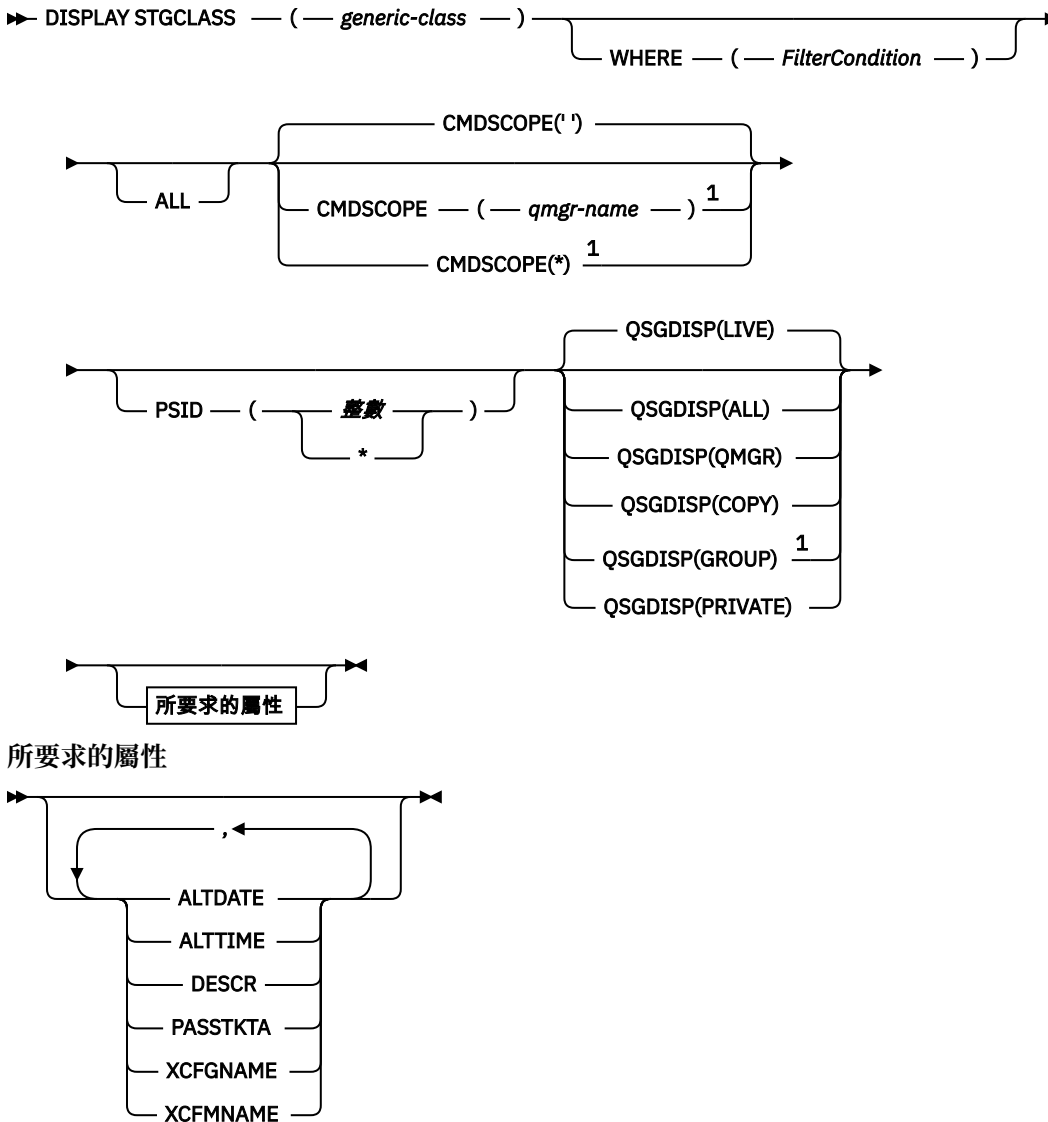 DISPLAY STGCLASS ( generic-class )
WHERE ( FilterCondition )
CMDSCOPE(' ')
ALL
CMDSCOPE ( qmgr-name ) 1
CMDSCOPE(*) 1
QSGDISP(LIVE)
PSID ( 整數 )
*
QSGDISP(ALL)
QSGDISP(QMGR)
QSGDISP(COPY)
QSGDISP(GROUP) 1
QSGDISP(PRIVATE)
所要求的屬性
所要求的屬性
,
ALTDATE
ALTTIME
DESCR
PASSTKTA
XCFGNAME
XCFMNAME